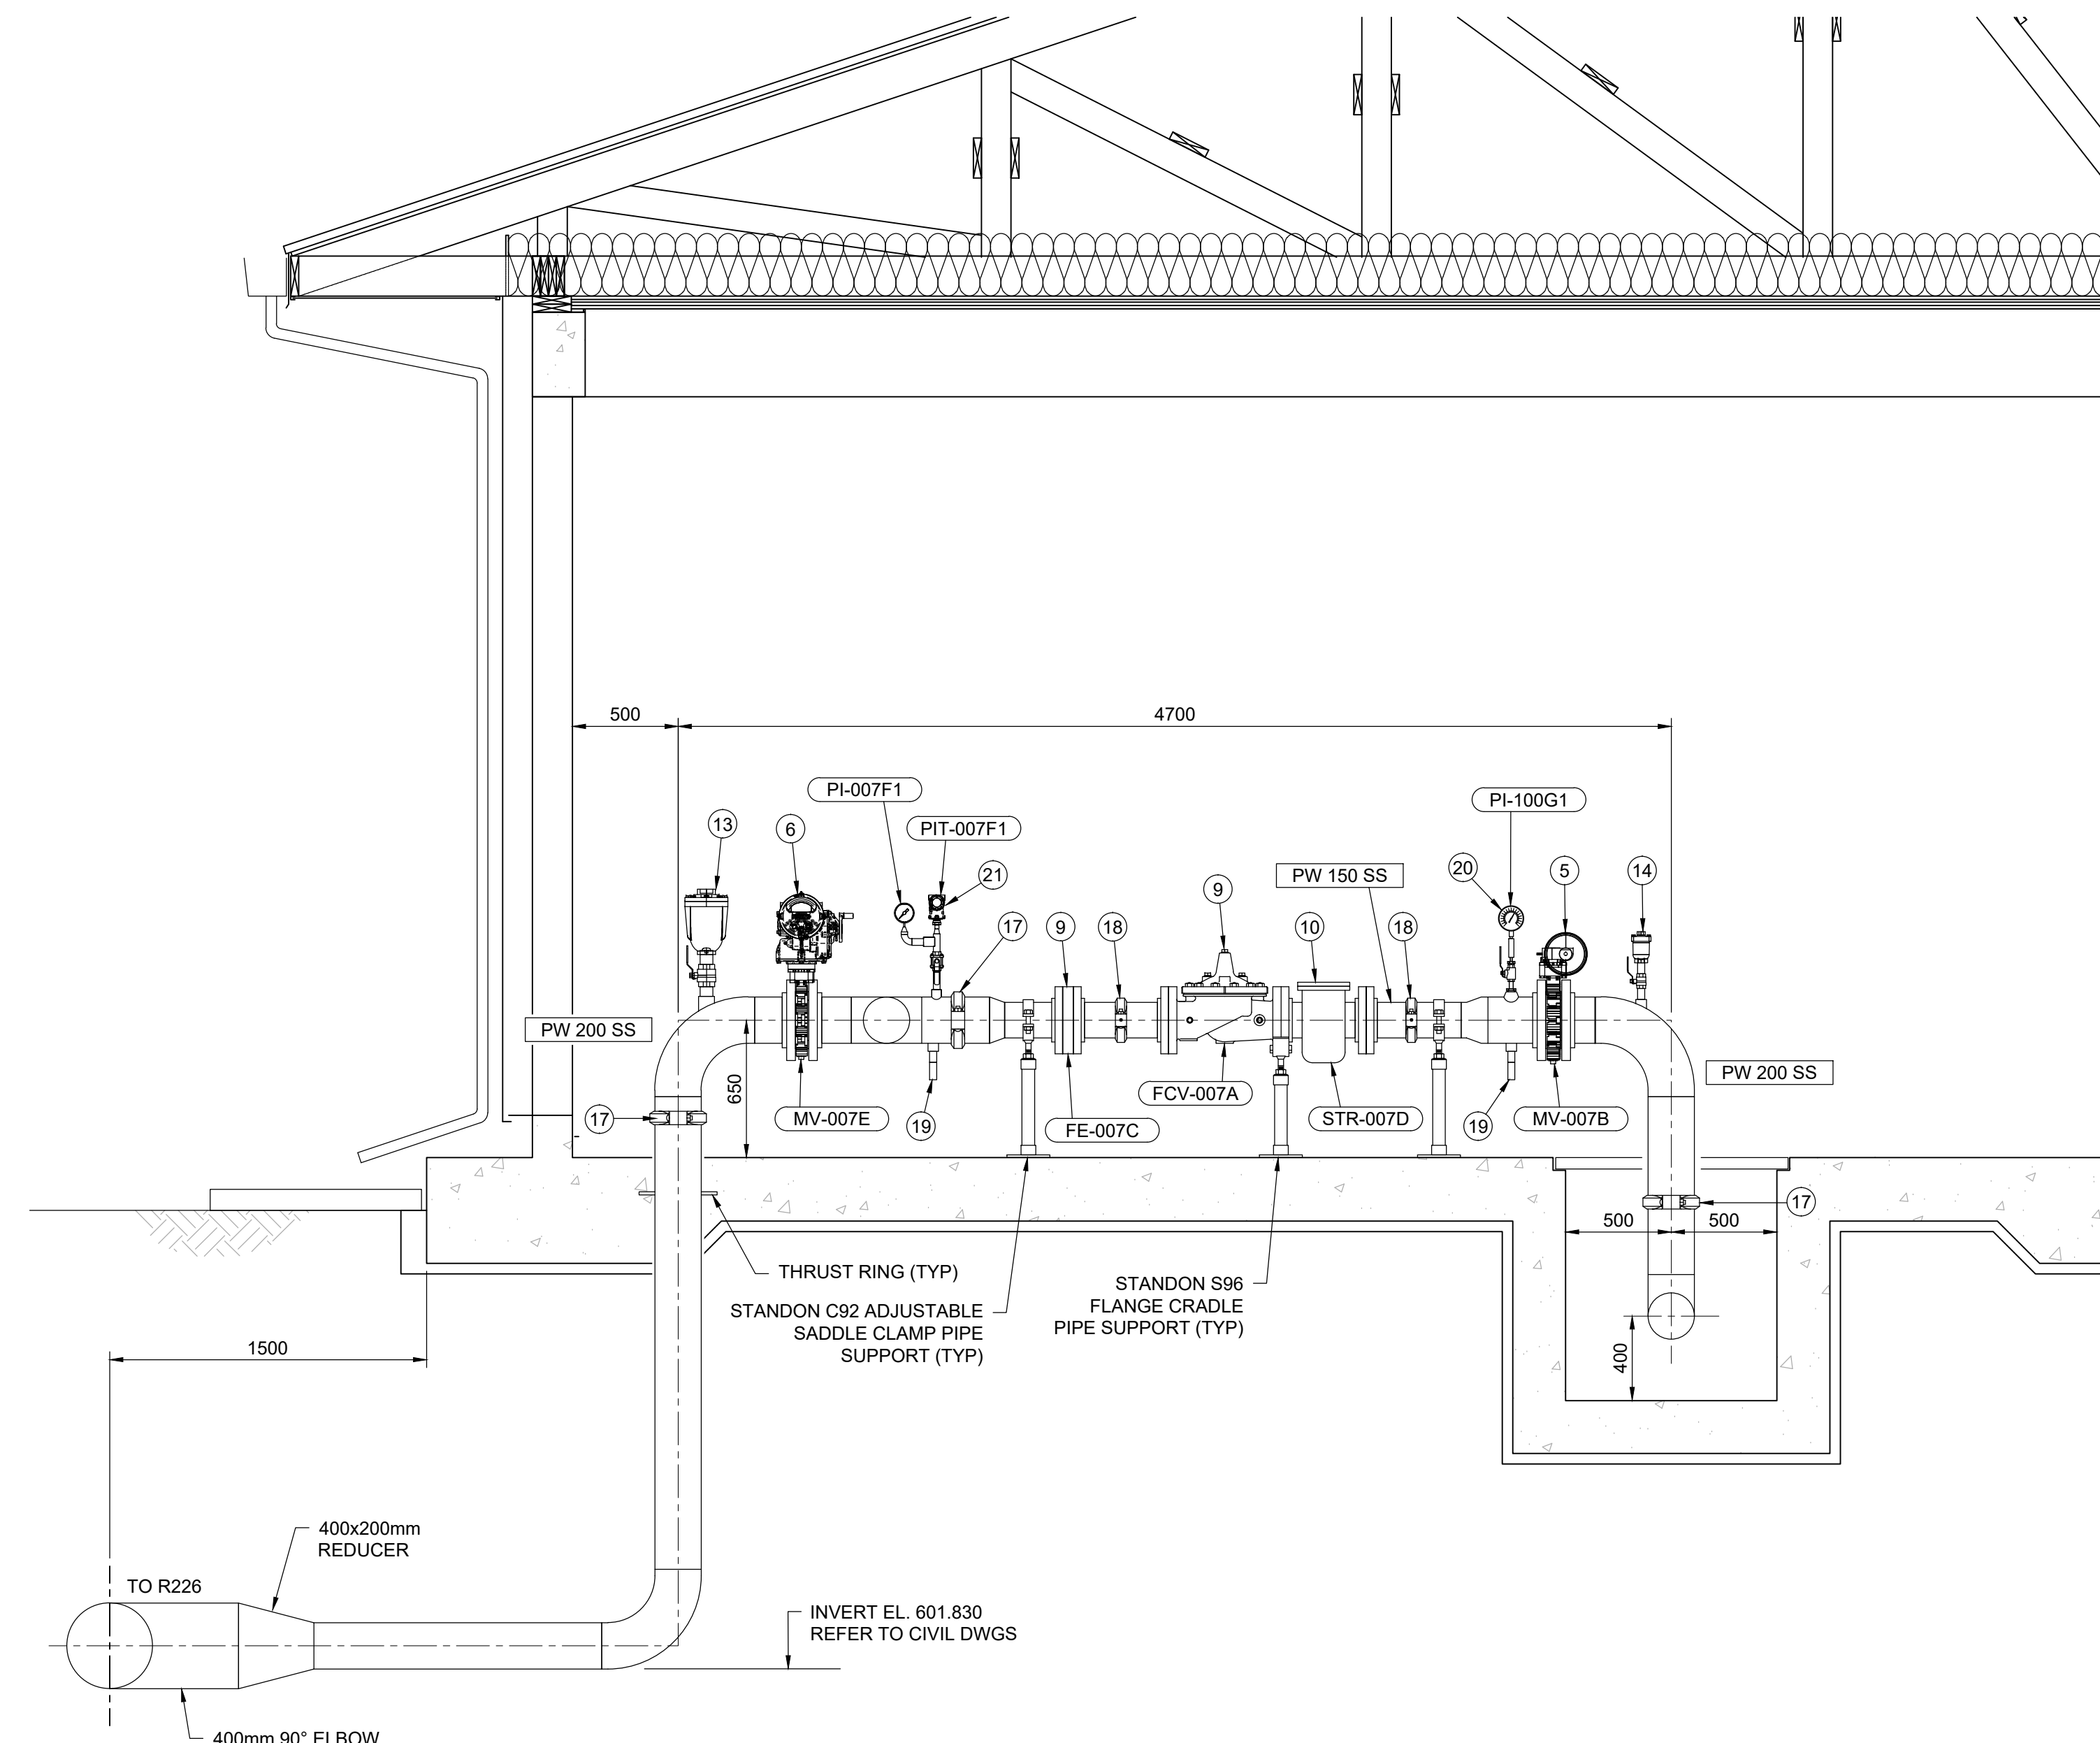 500
4700
PI-007F1
PI-100G1
13
6
PIT-007F1
21
20
5
14
PW 150 SS
9
17
9
18
10
18
PW 200 SS
650
FCV-007A
PW 200 SS
17
MV-007E
19
FE-007C
STR-007D
19
MV-007B
17
500
500
THRUST RING (TYP)
STANDON C92 ADJUSTABLE
SADDLE CLAMP PIPE
SUPPORT (TYP)
STANDON S96
FLANGE CRADLE
PIPE SUPPORT (TYP)
1500
400
400x200mm
REDUCER
TO R226
INVERT EL. 601.830
REFER TO CIVIL DWGS
400mm 90° ELBOW